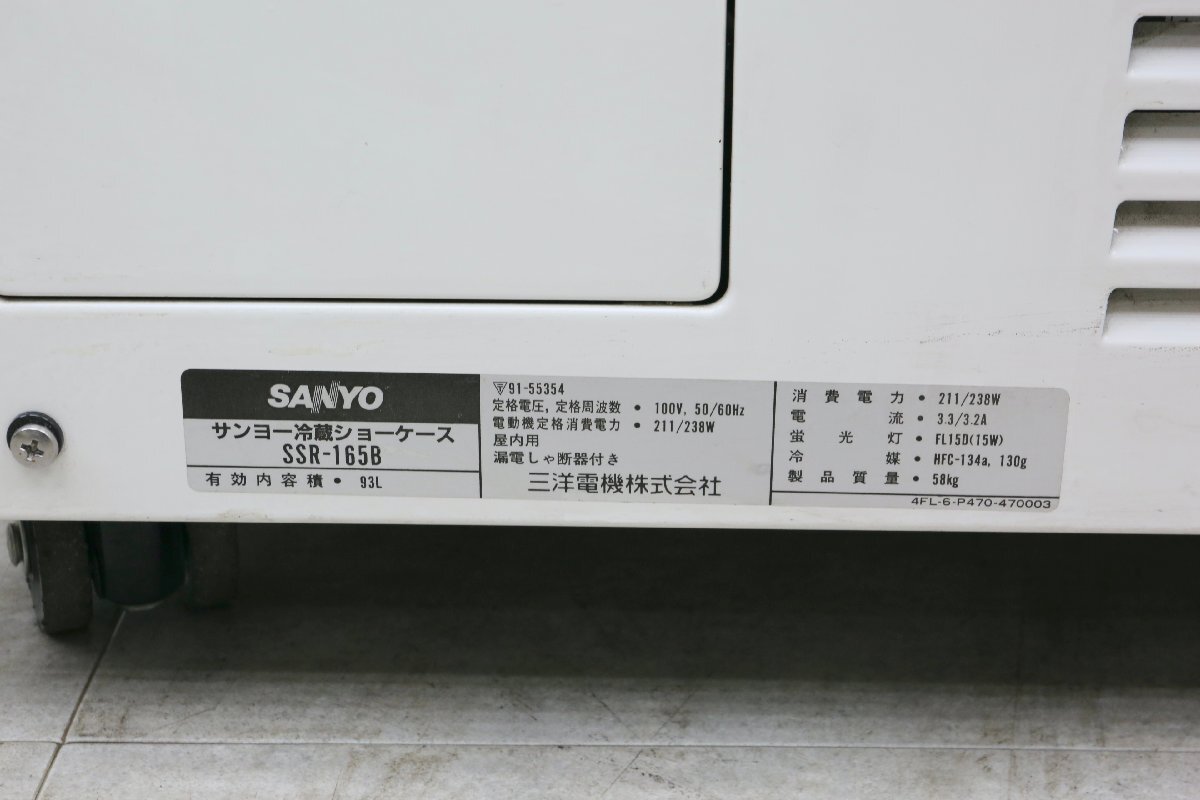 SANYO
サンヨー冷蔵ショーケース
SSR-165B
有効内容積・93L
91-55354
定格電圧, 定格周波数・100V, 50/60Hz
電動機定格消費電力・211/238W
屋内用
漏電しゃ断器付き
三洋電機株式会社
消費電力・211/238W
電流・3.3/3.2A
蛍光灯・FL15D(15W)
冷媒・HFC-134a, 130g
製品質量・58kg
4FL-6-P470-470003